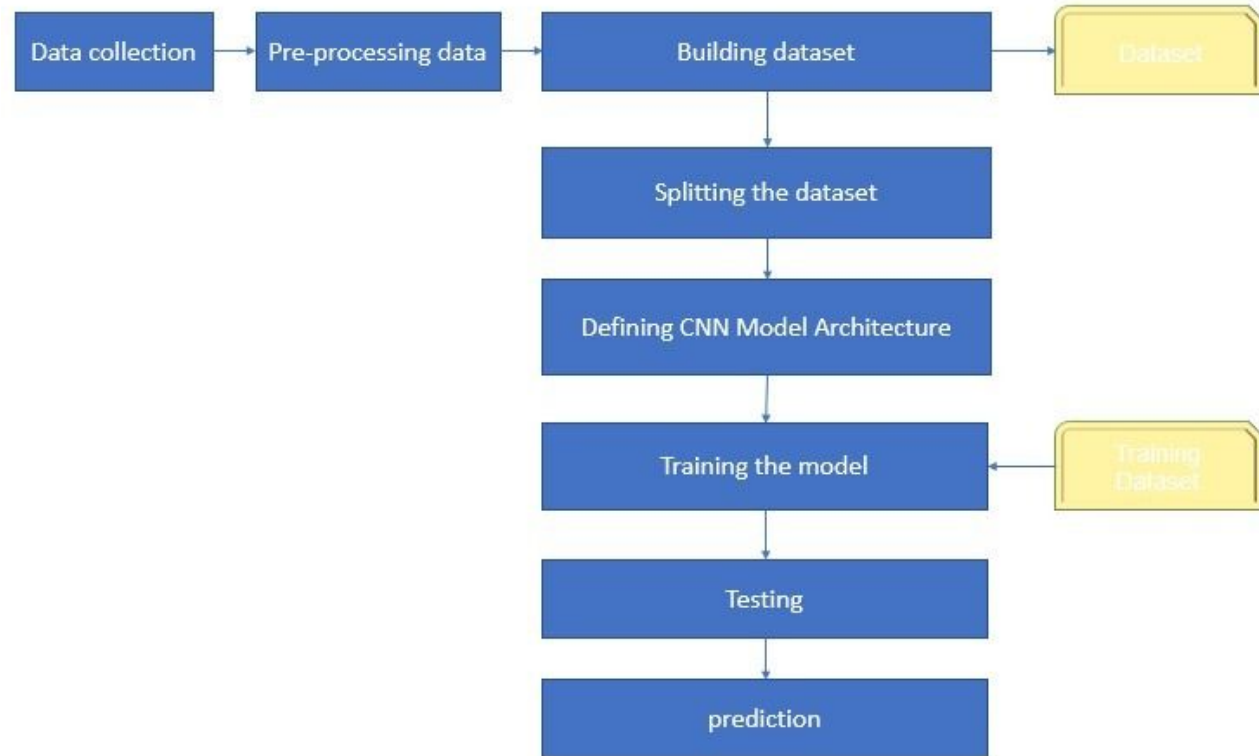 Data collection
Pre-processing data
Building dataset
Dataset
Splitting the dataset
Defining CNN Model Architecture
Training the model
Training
Dataset
Testing
prediction